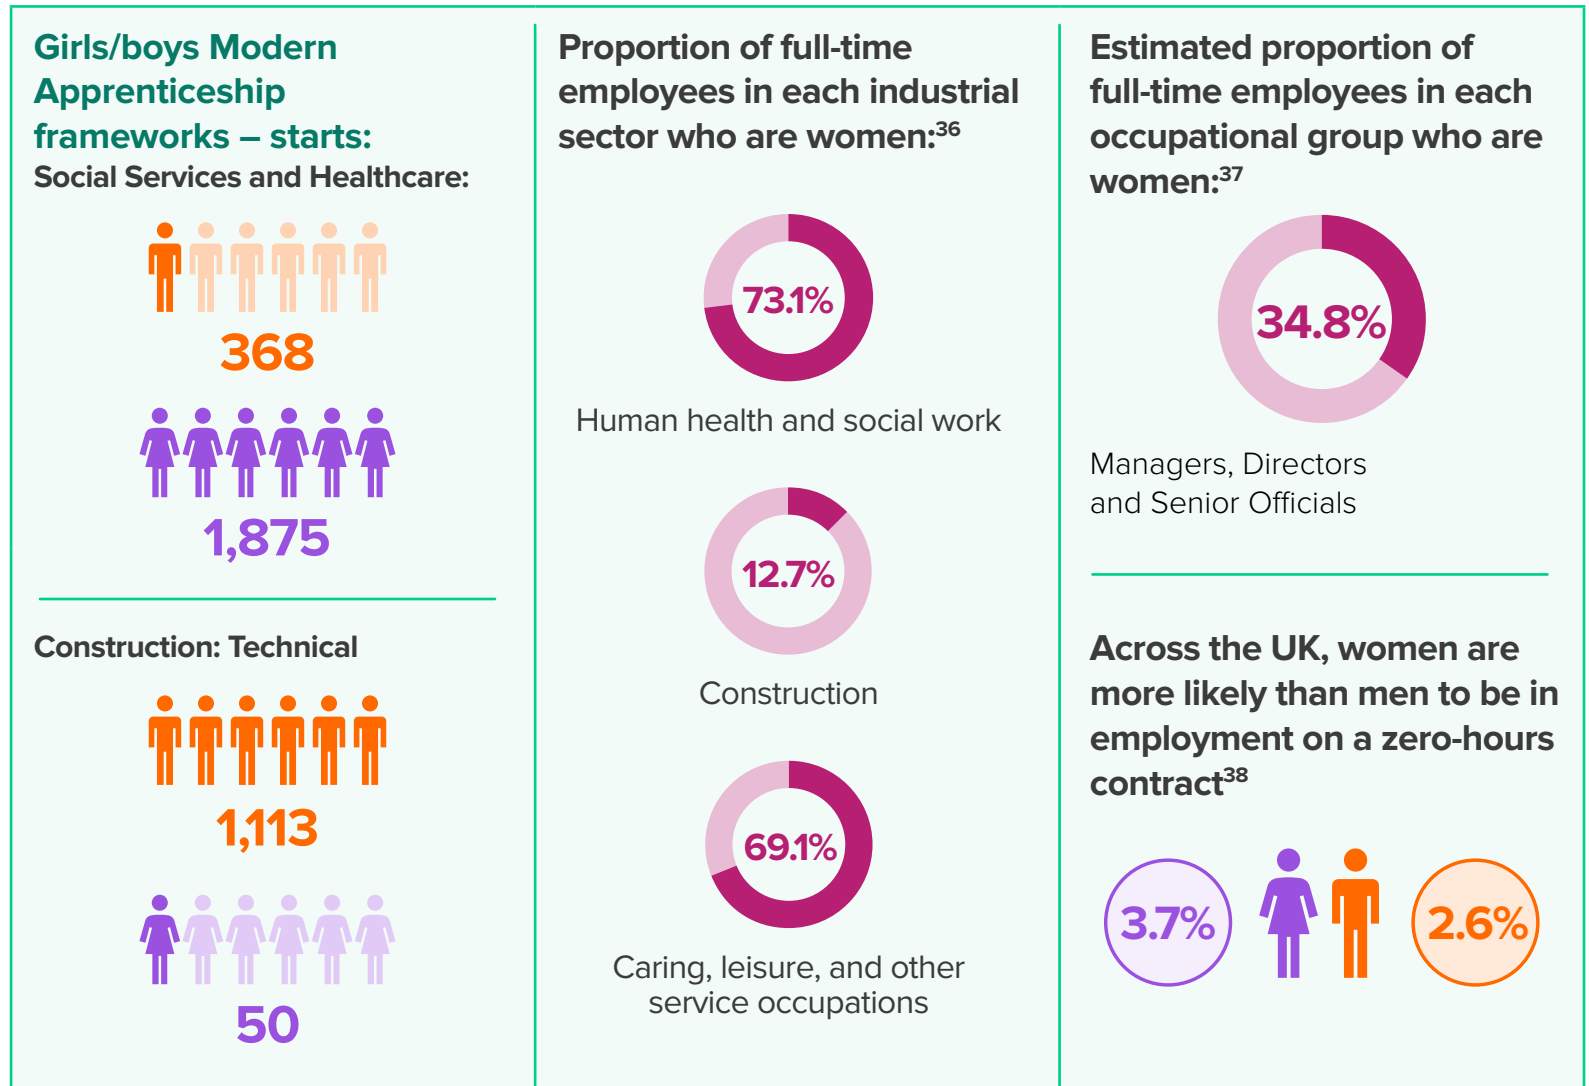 Girls/boys Modern
Apprenticeship
frameworks – starts:
Social Services and Healthcare:
368
1,875
Construction: Technical
1,113
50
Proportion of full-time
employees in each industrial
sector who are women:36
73.1%
Human health and social work
12.7%
Construction
69.1%
Caring, leisure, and other
service occupations
Estimated proportion of
full-time employees in each
occupational group who are
women:37
34.8%
Managers, Directors
and Senior Officials
Across the UK, women are
more likely than men to be in
employment on a zero-hours
contract38
3.7%
2.6%